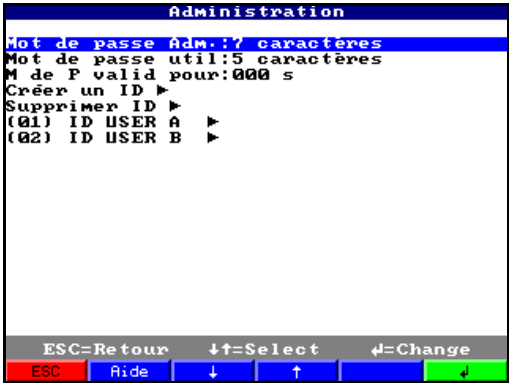 Administration
Mot de passe Adm.:7 caractères
Mot de passe util:5 caractères
M de P valid pour:000 s
Créer un ID ►
Supprimer ID ►
(01) ID USER A ►
(02) ID USER B ►
ESC=Retour ↓↑=Select ↲=Change
ESC Aide ↓ ↑ ↲